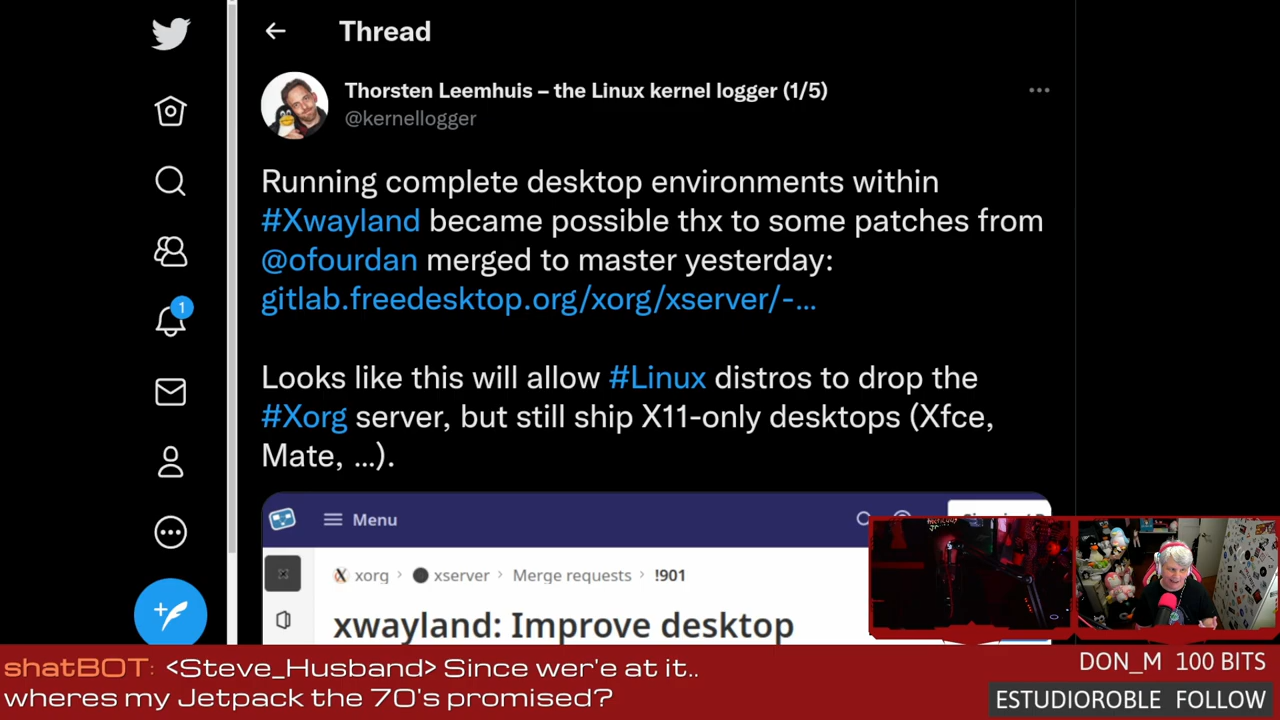 Thread
Thorsten Leemhuis – the Linux kernel logger (1/5)
@kernellogger
Running complete desktop environments within
#Xwayland became possible thx to some patches from
@ofourdan merged to master yesterday:
gitlab.freedesktop.org/xorg/xserver/-...
Looks like this will allow #Linux distros to drop the
#Xorg server, but still ship X11-only desktops (Xfce,
Mate, ...).
1
Menu
xorg > xserver > Merge requests > !901
xwayland: Improve desktop
shatBOT: <Steve_Husband> Since wer'e at it..
wheres my Jetpack the 70's promised?
DON_M 100 BITS
ESTUDIOROBLE FOLLOW